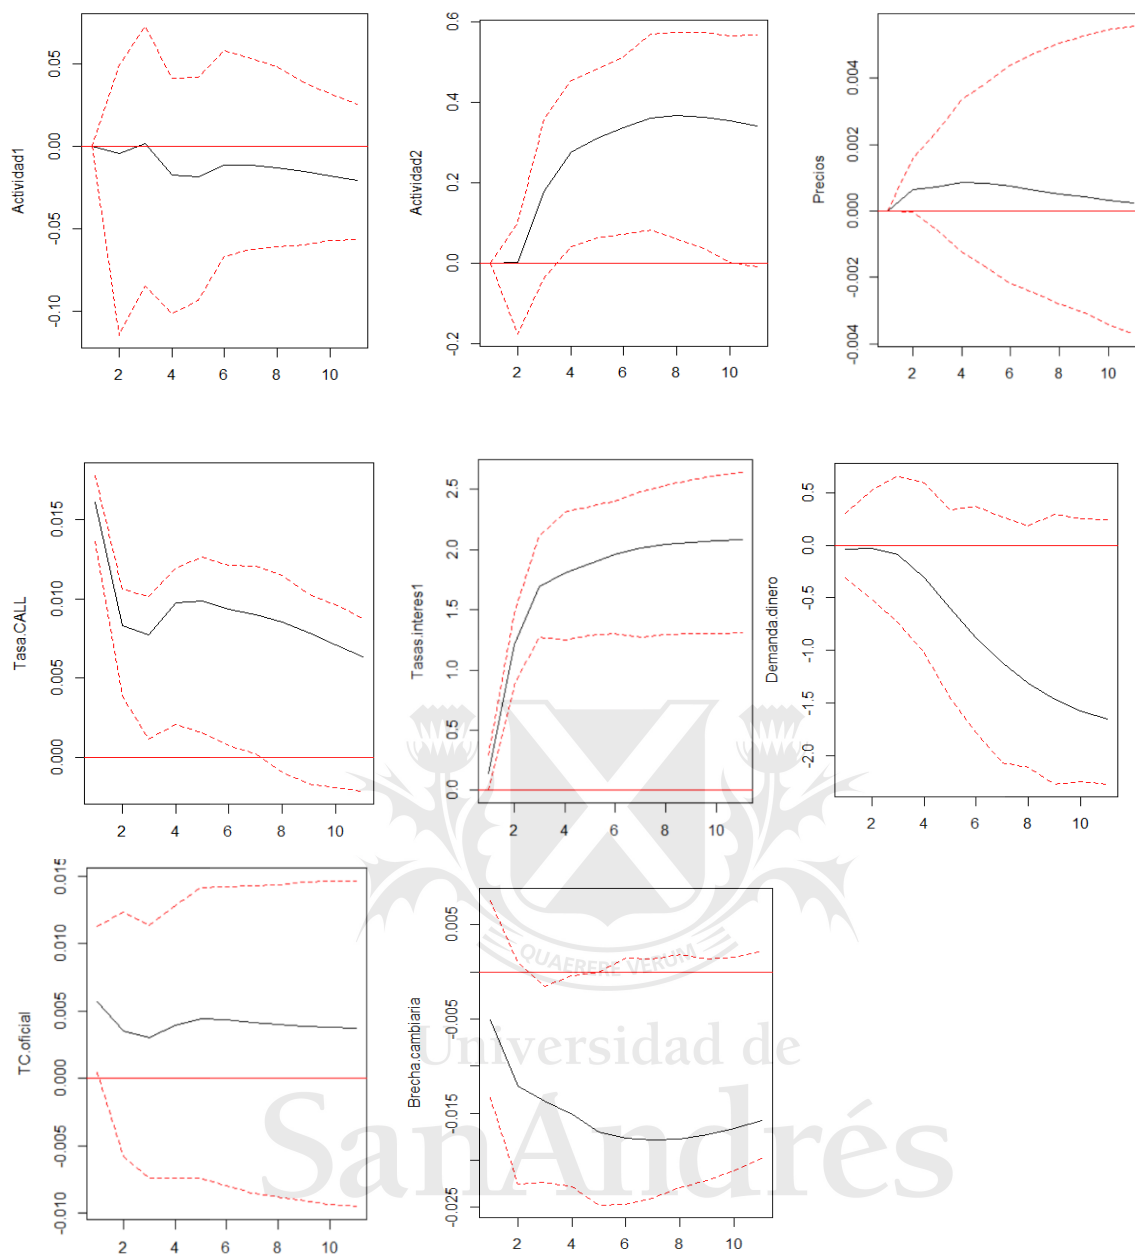 Actividad1
0.05
0.00
-0.05
-0.10
2 4 6 8 10
Actividad2
0.6
0.4
0.2
0.0
-0.2
2 4 6 8 10
Precios
0.004
0.002
0.000
-0.002
-0.004
2 4 6 8 10
Tasa.CALL
0.015
0.010
0.005
0.000
2 4 6 8 10
Tasas.interes1
2.5
2.0
1.5
1.0
0.5
0.0
2 4 6 8 10
Demanda.dinero
0.5
0.0
-0.5
-1.0
-1.5
-2.0
2 4 6 8 10
TC.oficial
0.015
0.010
0.005
0.000
-0.005
-0.010
2 4 6 8 10
Brecha.cambiaria
0.005
-0.005
-0.015
-0.025
2 4 6 8 10
QUAERERE VERUM
Universidad de
SanAndrés